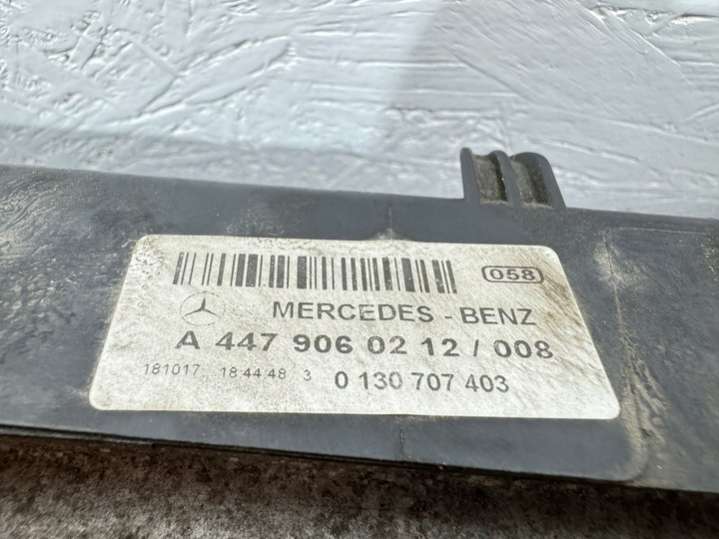 058
MERCEDES - BENZ
A 447 906 02 12 / 008
181017 18 44 48 3 0 130 707 403